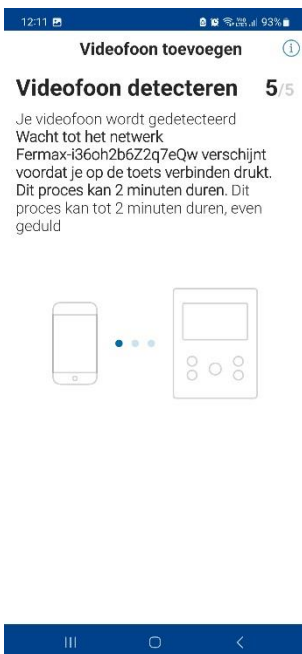 12:11 93%
Videofoon toevoegen
Videofoon detecteren 5/5
Je videofoon wordt gedetecteerd
Wacht tot het netwerk
Fermax-i36oh2b6Z2q7eQw verschijnt
voordat je op de toets verbinden drukt.
Dit proces kan 2 minuten duren. Dit
proces kan tot 2 minuten duren, even
geduld